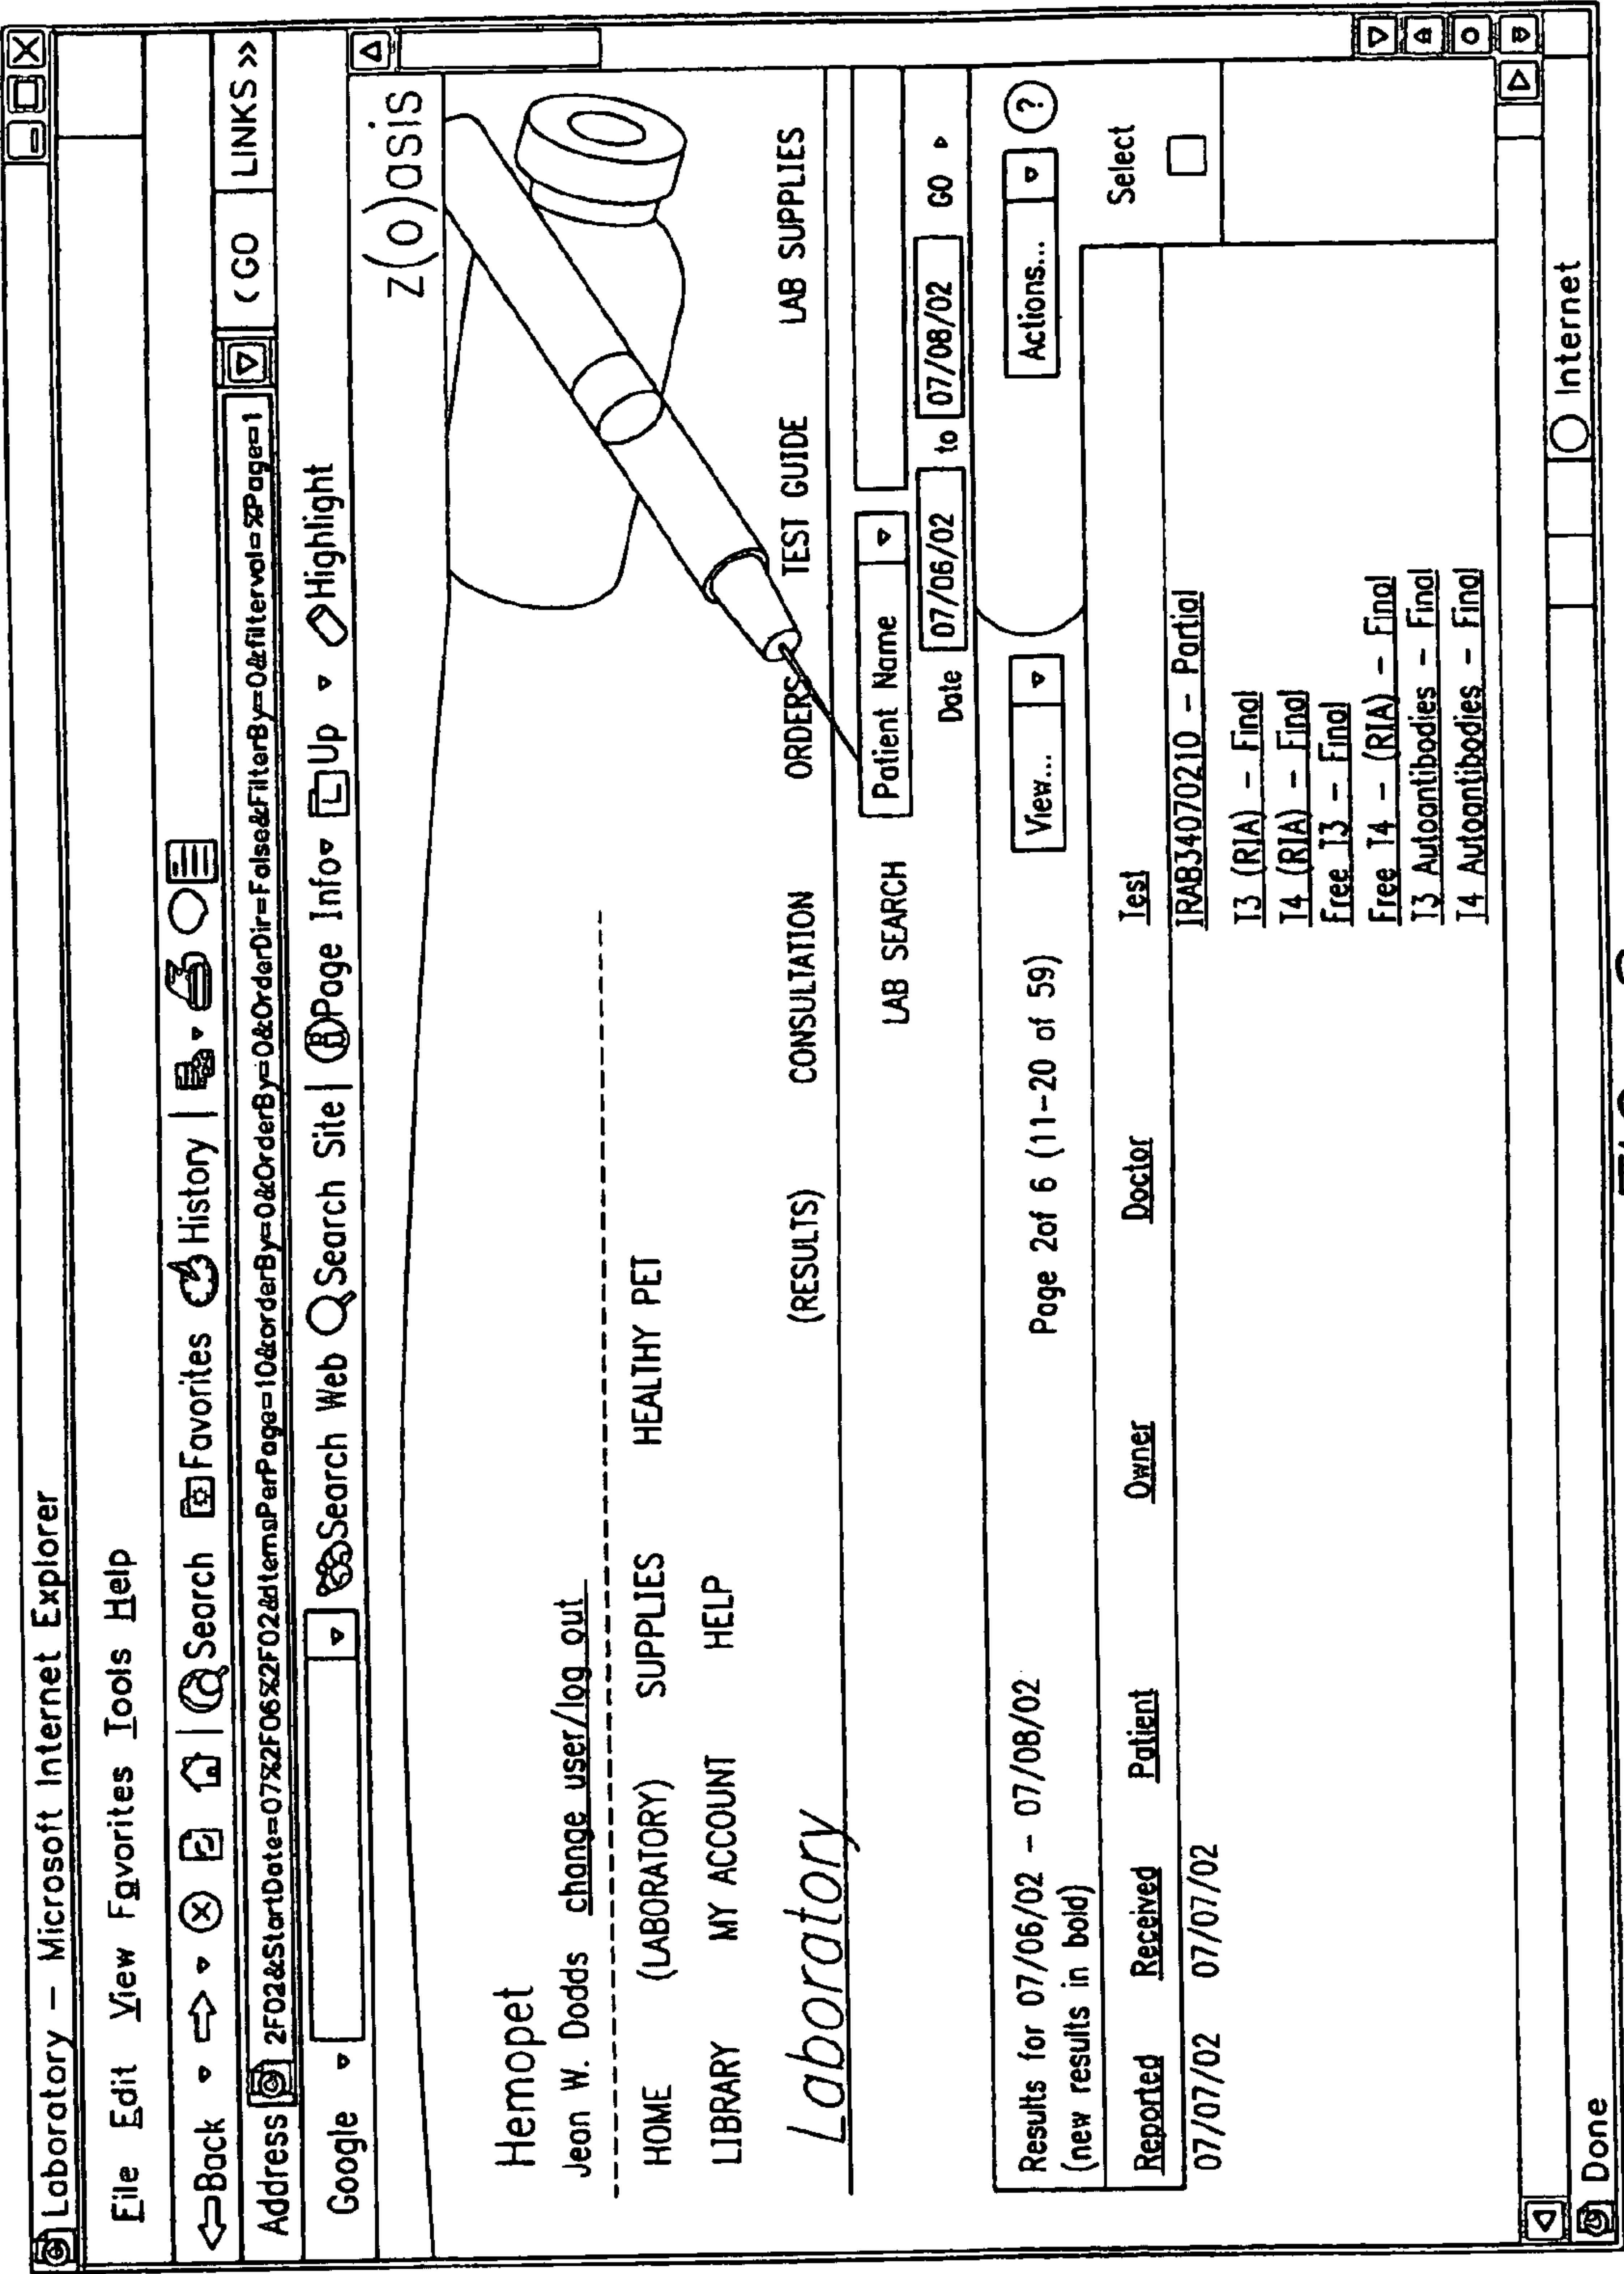 Laboratory – Microsoft Internet Explorer
File Edit View Favorites Tools Help
Back Search Favorites History
Address 2F02&StartDate=07%2F06%2F02&dtemsPerPage=10&orderBy=0&OrderBy=0&OrderDir=False&FilterBy=0&filterval=%Page=1 GO LINKS »
Google Search Web Search Site | Page Info Up Highlight
z(o)asis
Hemopet
Jean W. Dodds change user/log out
HOME (LABORATORY) SUPPLIES HEALTHY PET
LIBRARY MY ACCOUNT HELP
Laboratory (RESULTS) CONSULTATION ORDERS TEST GUIDE LAB SUPPLIES
LAB SEARCH Patient Name
Date 07/06/02 to 07/08/02 GO
Results for 07/06/02 – 07/08/02 Page 2of 6 (11–20 of 59) View... Actions... ?
(new results in bold)
Reported Received Patient Owner Doctor Test Select
07/07/02 07/07/02 IRAB34070210 – Partial
T3 (RIA) – Final
T4 (RIA) – Final
Free T3 – Final
Free T4 – (RIA) – Final
T3 Autoantibodies – Final
T4 Autoantibodies – Final
Done Internet